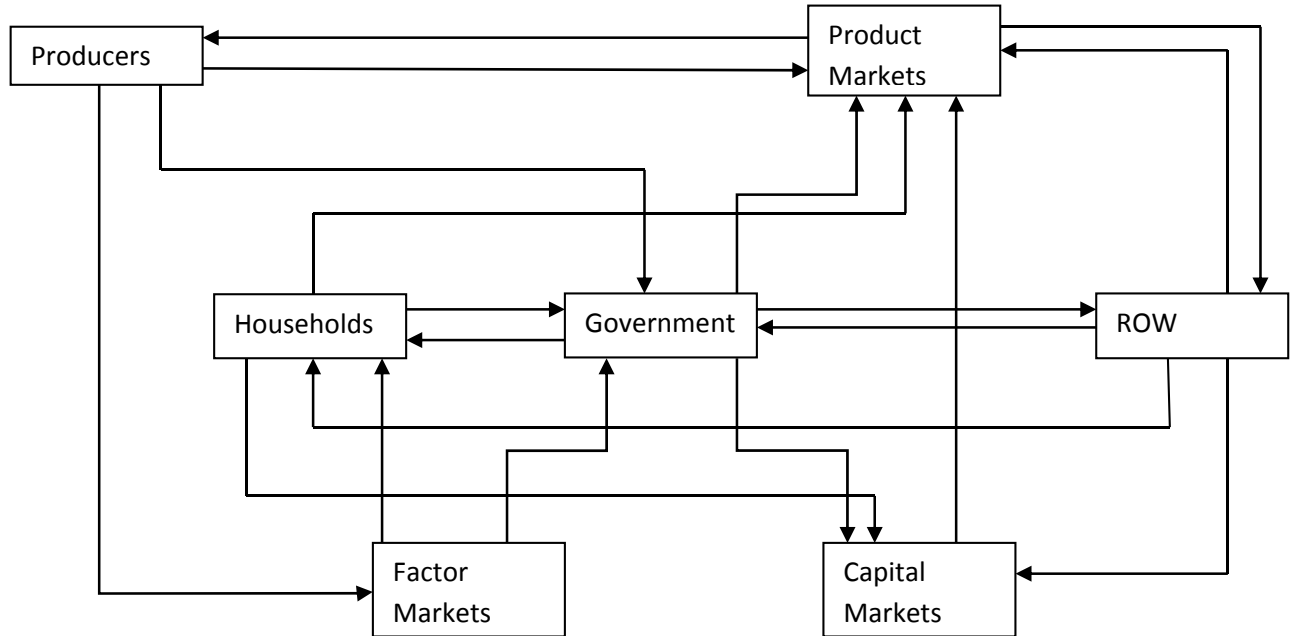 Producers
Product
Markets
Households
Government
ROW
Factor
Markets
Capital
Markets